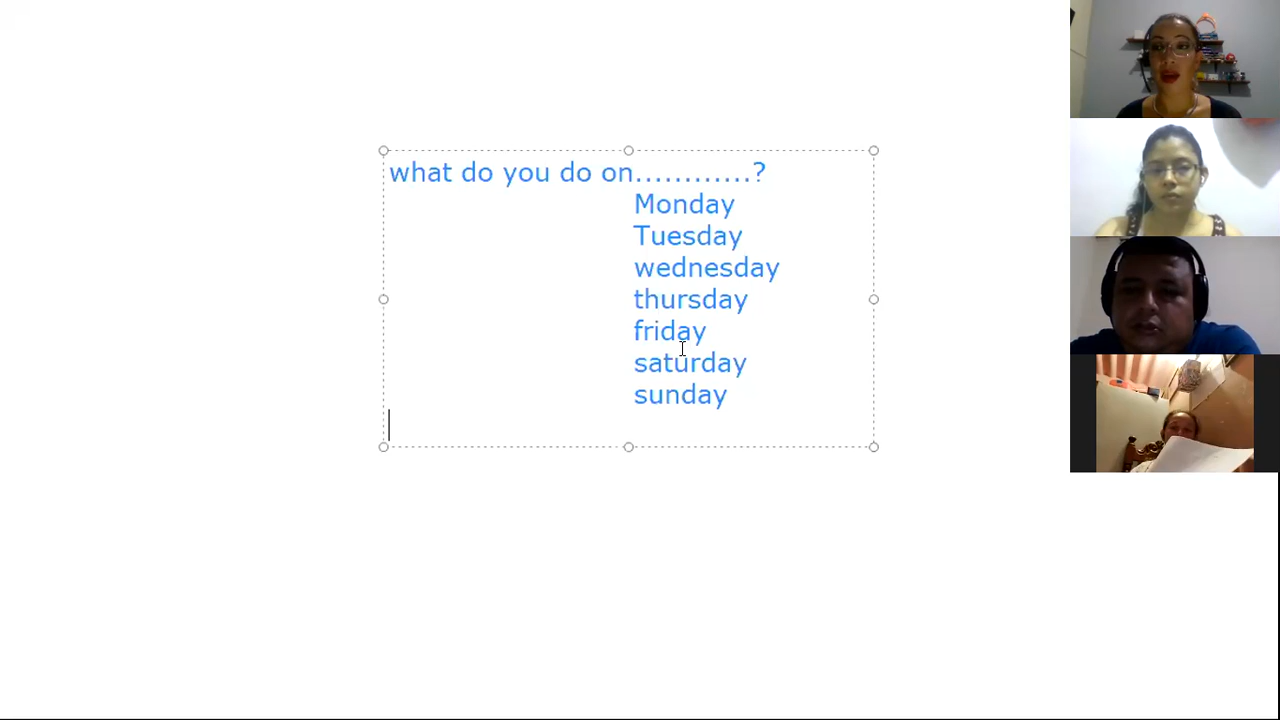 what do you do on............?
Monday
Tuesday
wednesday
thursday
friday
saturday
sunday